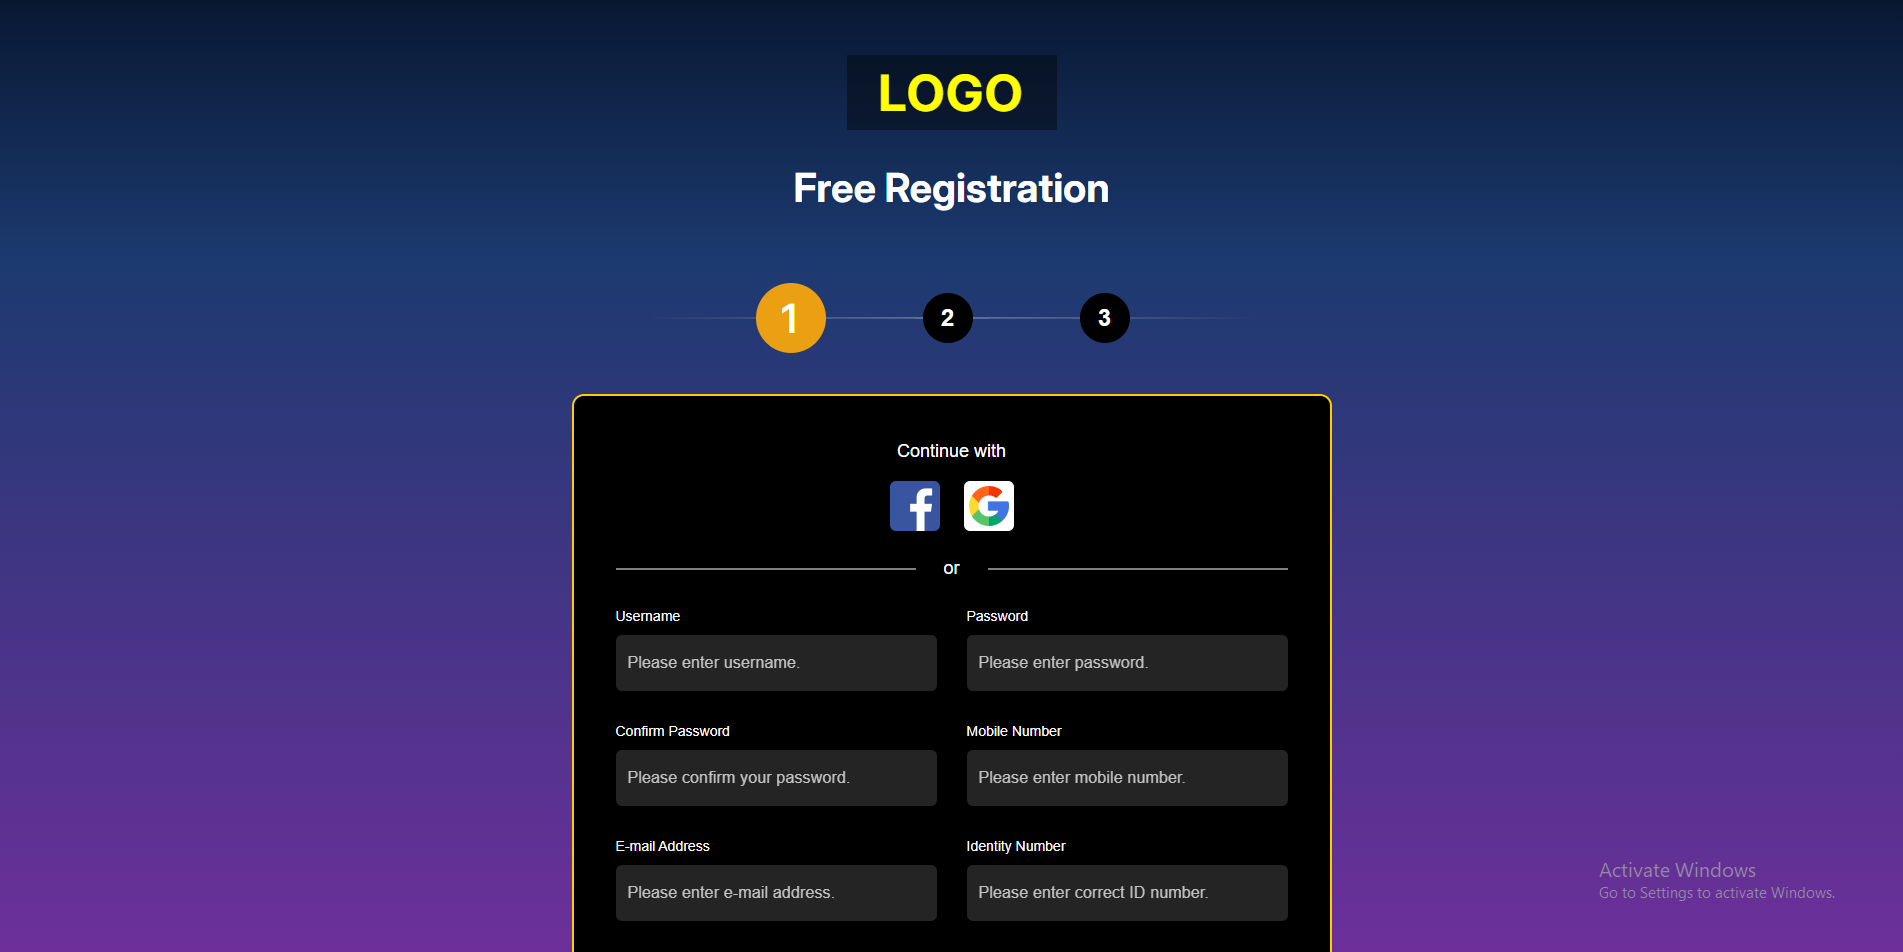 LOGO
Free Registration
1 2 3
Continue with
or
Username Password
Please enter username. Please enter password.
Confirm Password Mobile Number
Please confirm your password. Please enter mobile number.
E-mail Address Identity Number
Please enter e-mail address. Please enter correct ID number.
Activate Windows
Go to Settings to activate Windows.